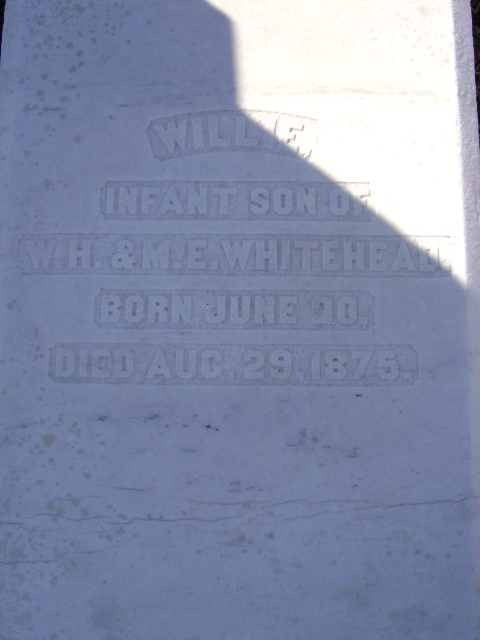 WILLIE
INFANT SON OF
W.H. & M.E. WHITEHEAD.
BORN JUNE 20,
DIED AUG. 29, 1875.